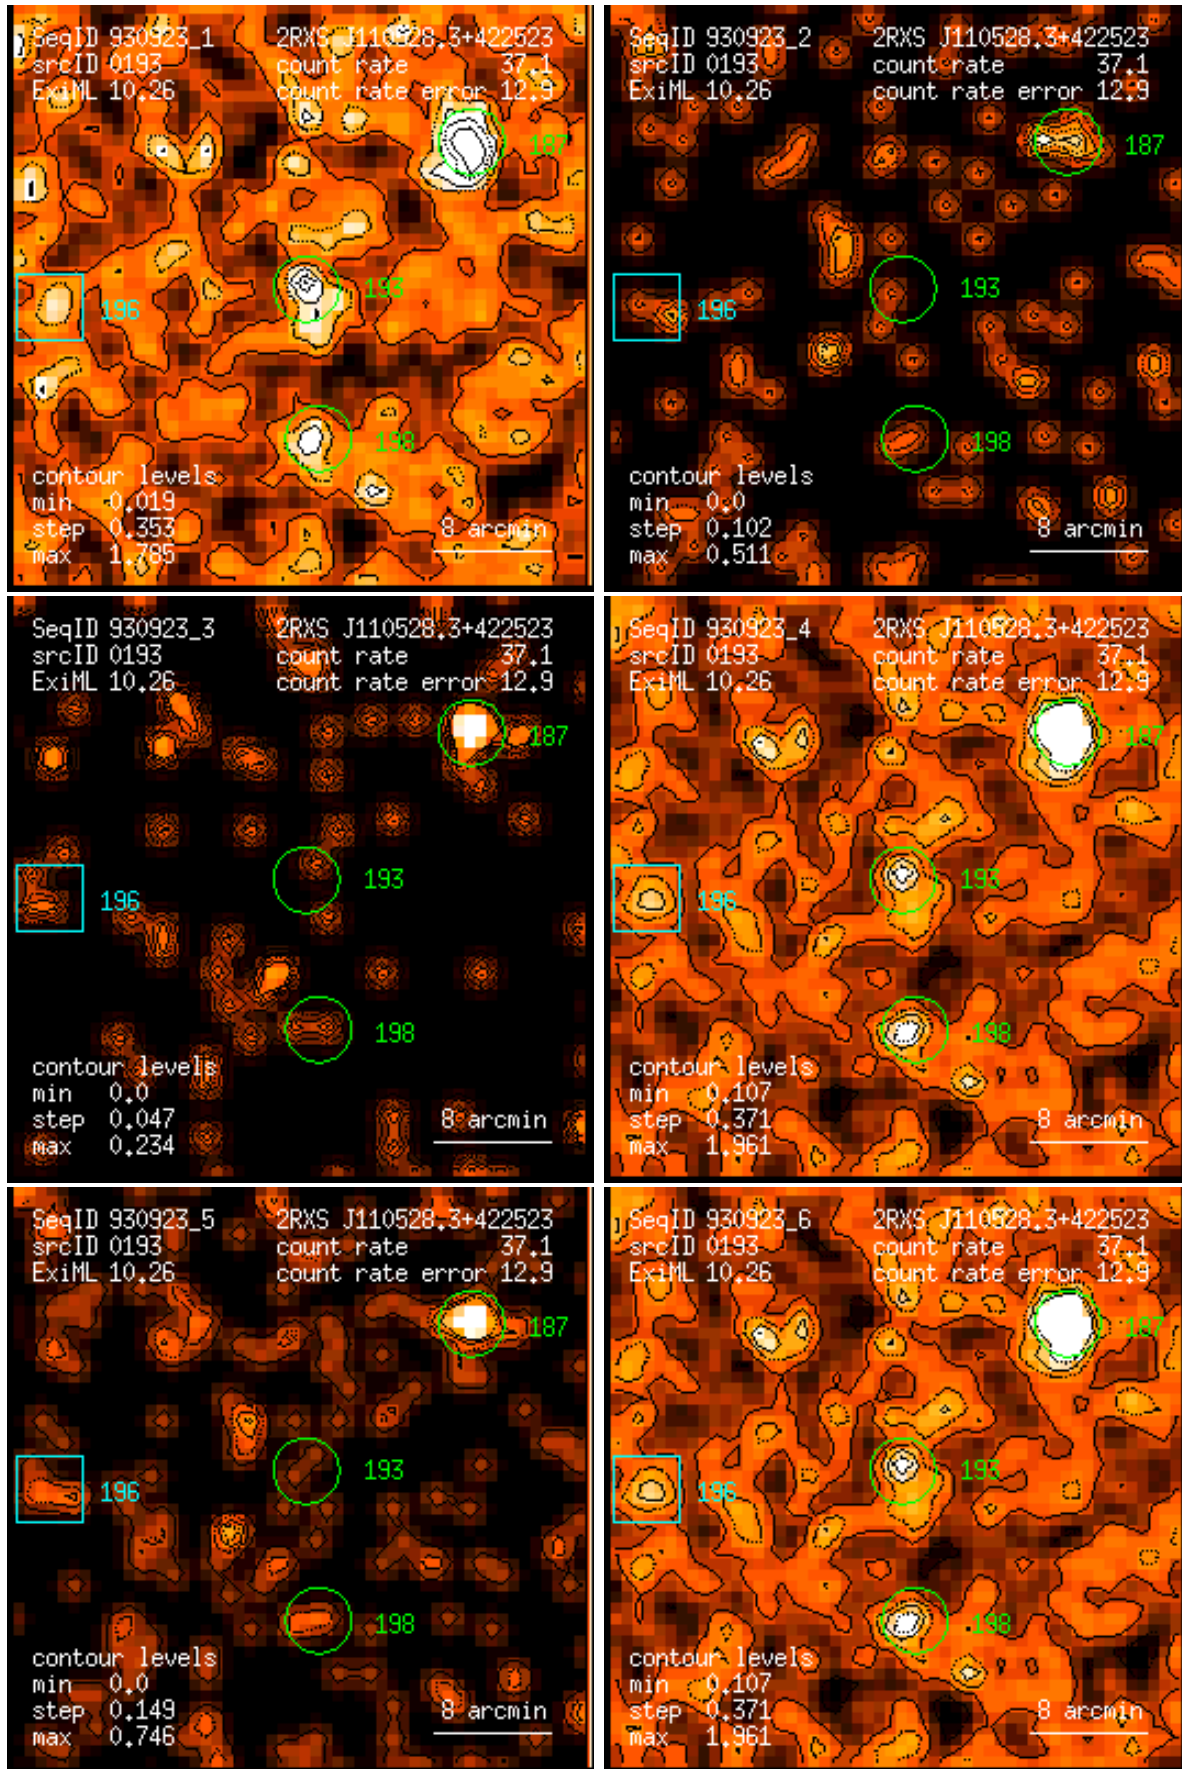 SeqID 930923_1 2RXS J110528.3+422523
srcID 0193 count rate 37.1
ExiML 10.26 count rate error 12.9
187
193
196
198
contour levels
min 0.019
step 0.353 8 arcmin
max 1.785
SeqID 930923_2 2RXS J110528.3+422523
srcID 0193 count rate 37.1
ExiML 10.26 count rate error 12.9
187
193
196
198
contour levels
min 0.0
step 0.102 8 arcmin
max 0.511
SeqID 930923_3 2RXS J110528.3+422523
srcID 0193 count rate 37.1
ExiML 10.26 count rate error 12.9
187
193
196
198
contour levels
min 0.0
step 0.047 8 arcmin
max 0.234
SeqID 930923_4 2RXS J110528.3+422523
srcID 0193 count rate 37.1
ExiML 10.26 count rate error 12.9
187
193
196
198
contour levels
min 0.107
step 0.371 8 arcmin
max 1.961
SeqID 930923_5 2RXS J110528.3+422523
srcID 0193 count rate 37.1
ExiML 10.26 count rate error 12.9
187
193
196
198
contour levels
min 0.0
step 0.149 8 arcmin
max 0.746
SeqID 930923_6 2RXS J110528.3+422523
srcID 0193 count rate 37.1
ExiML 10.26 count rate error 12.9
187
193
196
198
contour levels
min 0.107
step 0.371 8 arcmin
max 1.961